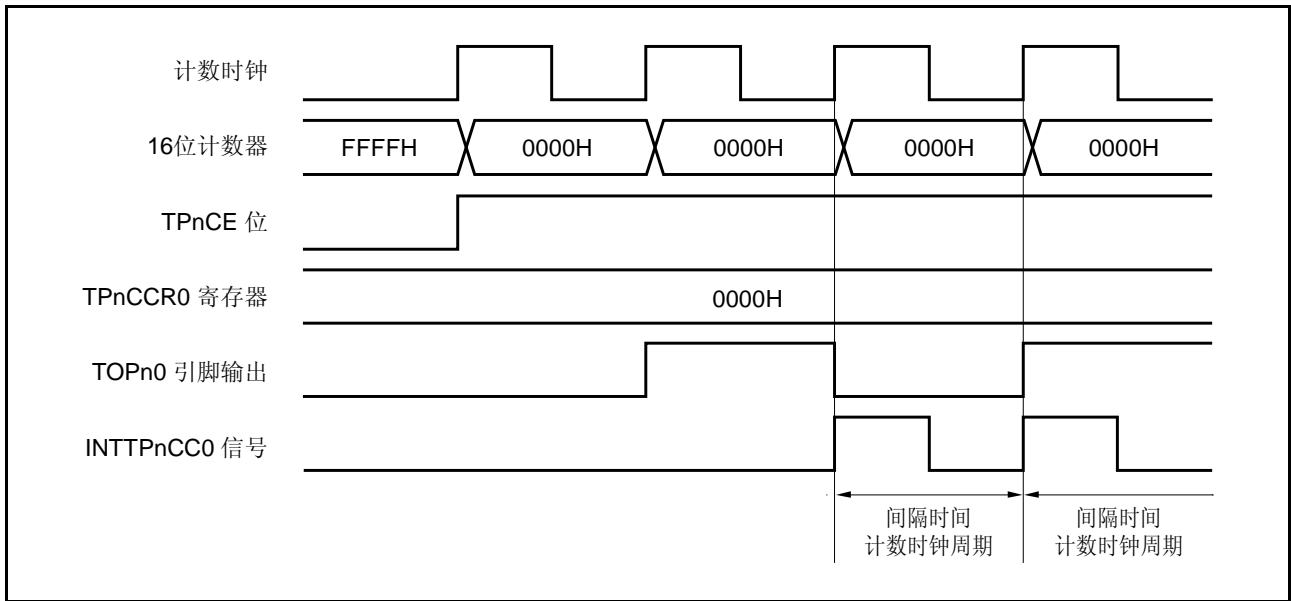 计数时钟
16位计数器 FFFFH 0000H 0000H 0000H 0000H
TPnCE 位
TPnCCR0 寄存器 0000H
TOPn0 引脚输出
INTTPnCC0 信号
间隔时间 间隔时间
计数时钟周期 计数时钟周期